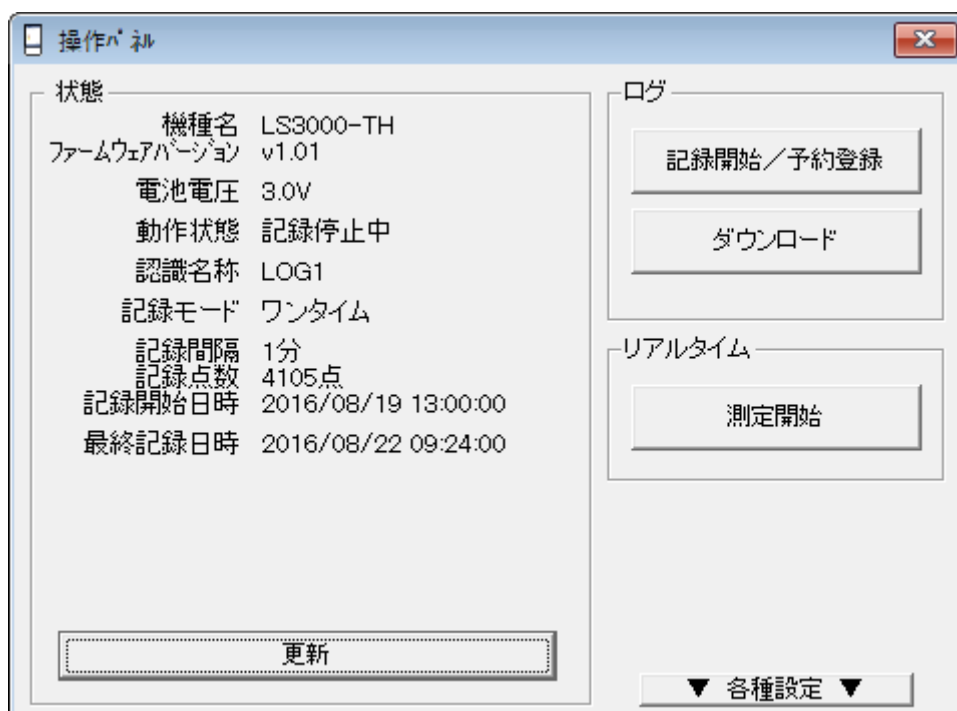 操作ﾊﾟﾈﾙ
状態
機種名 LS3000-TH
ﾌｧｰﾑｳｪｱﾊﾞｰｼﾞｮﾝ v1.01
電池電圧 3.0V
動作状態 記録停止中
認識名称 LOG1
記録モード ワンタイム
記録間隔 1分
記録点数 4105点
記録開始日時 2016/08/19 13:00:00
最終記録日時 2016/08/22 09:24:00
更新
ログ
記録開始／予約登録
ダウンロード
リアルタイム
測定開始
▼ 各種設定 ▼